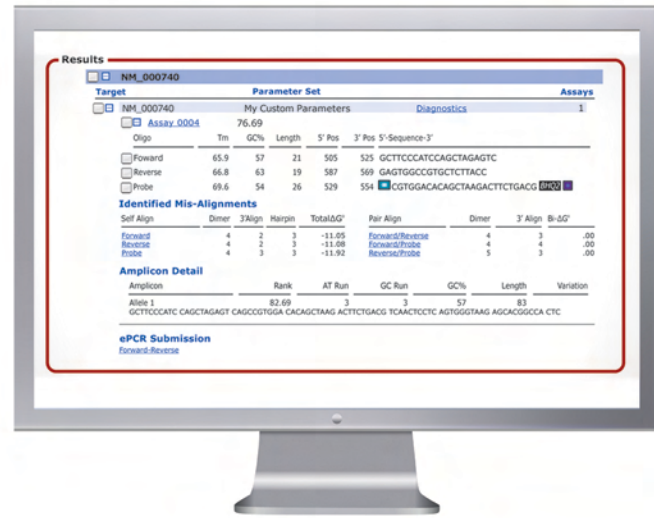 Results
NM_000740
Target Parameter Set Assays
NM_000740 My Custom Parameters Diagnostics 1
Assay 0004 76.69
Oligo Tm GC% Length 5' Pos 3' Pos 5'-Sequence-3'
Foward 65.9 57 21 505 525 GCTTCCCATCCAGCTAGAGTC
Reverse 66.8 63 19 587 569 GAGTGGCCGTGCTCTTACC
Probe 69.6 54 26 529 554 CGTGGACACAGCTAAGACTTCTGACG BHQ2
Identified Mis-Alignments
Self Align Dimer 3'Align Hairpin TotalΔG° Pair Align Dimer 3' Align Bi-ΔG°
Forward 4 2 3 -11.05 Forward/Reverse 4 3 .00
Reverse 4 2 3 -11.08 Forward/Probe 4 4 .00
Probe 4 3 3 -11.92 Reverse/Probe 5 3 .00
Amplicon Detail
Amplicon Rank AT Run GC Run GC% Length Variation
Allele 1 82.69 3 3 57 83
GCTTCCCATC CAGCTAGAGT CAGCCGTGGA CACAGCTAAG ACTTCTGACG TCAACTCCTC AGTGGGTAAG AGCACGGCCA CTC
ePCR Submission
Forward-Reverse